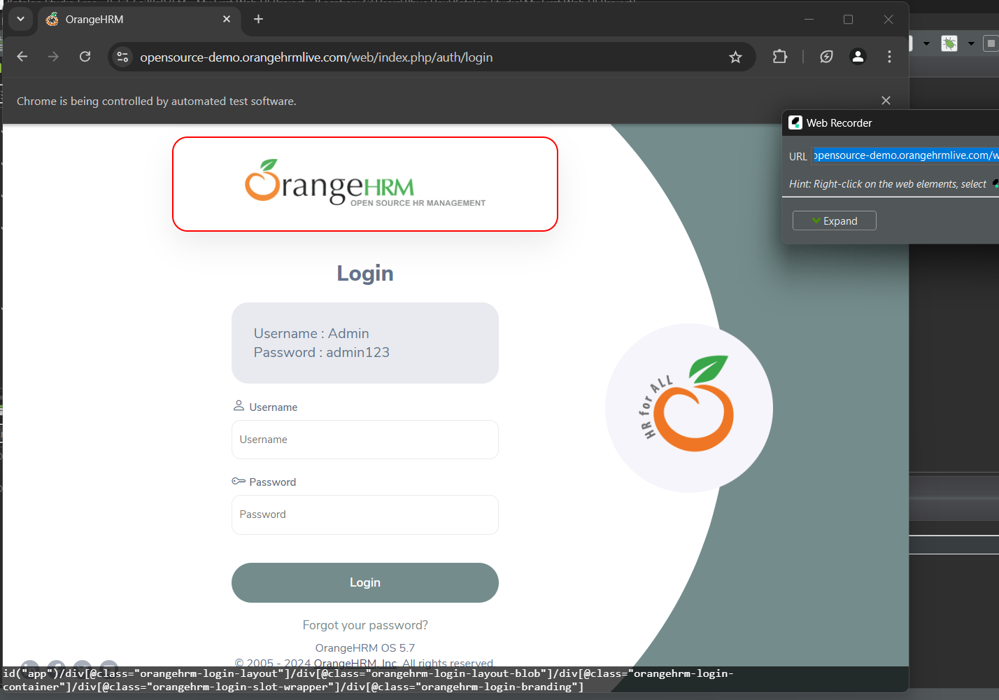 OrangeHRM
opensource-demo.orangehrmlive.com/web/index.php/auth/login
Chrome is being controlled by automated test software.
Web Recorder
URL opensource-demo.orangehrmlive.com/w
Hint: Right-click on the web elements, select
Expand
OrangeHRM
OPEN SOURCE HR MANAGEMENT
Login
Username : Admin
Password : admin123
Username
Username
Password
Password
Login
Forgot your password?
OrangeHRM OS 5.7
© 2005 - 2024 OrangeHRM, Inc. All rights reserved.
HR for ALL
id("app")/div[@class="orangehrm-login-layout"]/div[@class="orangehrm-login-layout-blob"]/div[@class="orangehrm-login-
container"]/div[@class="orangehrm-login-slot-wrapper"]/div[@class="orangehrm-login-branding"]